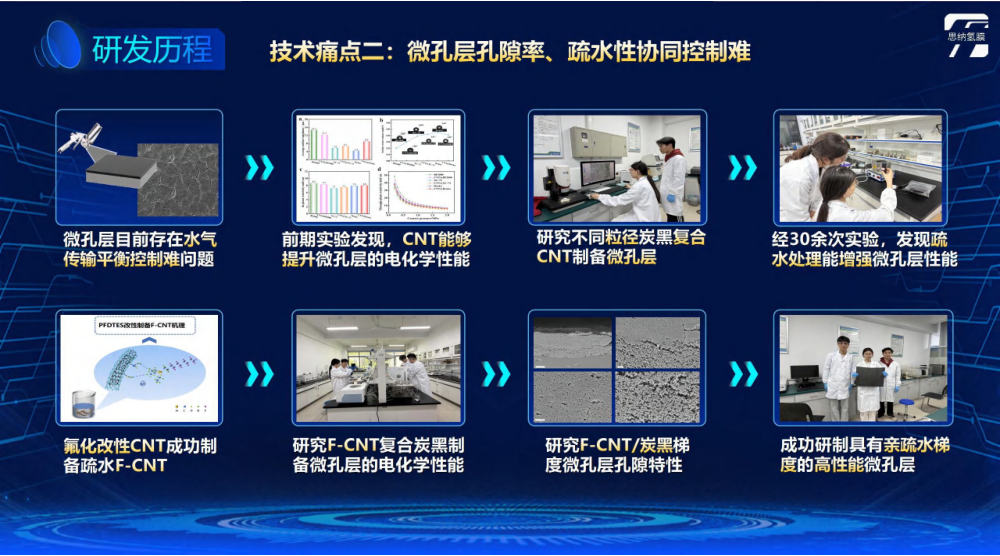 研发历程
技术痛点二：微孔层孔隙率、疏水性协同控制难
思纳氢膜
微孔层目前存在水气
传输平衡控制难问题
前期实验发现，CNT能够
提升微孔层的电化学性能
研究不同粒径炭黑复合
CNT制备微孔层
经30余次实验，发现疏
水处理能增强微孔层性能
PFDTES改性制备F-CNT机理
氟化改性CNT成功制
备疏水F-CNT
研究F-CNT复合炭黑制
备微孔层的电化学性能
研究F-CNT/炭黑梯
度微孔层孔隙特性
成功研制具有亲疏水梯
度的高性能微孔层